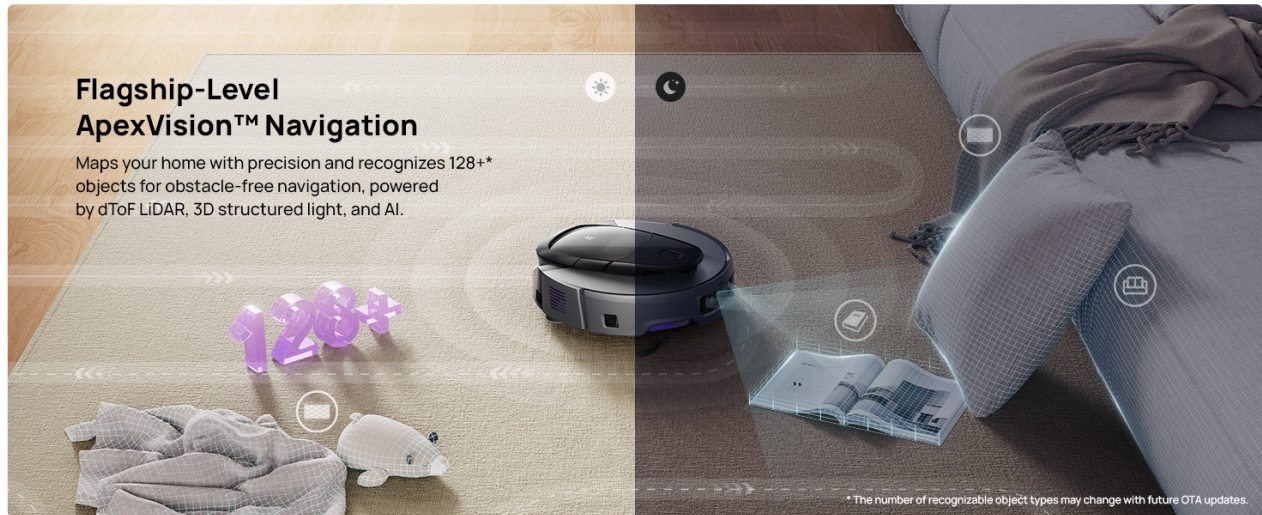 Flagship-Level
ApexVision™ Navigation
Maps your home with precision and recognizes 128+*
objects for obstacle-free navigation, powered
by dToF LiDAR, 3D structured light, and AI.
128+
* The number of recognizable object types may change with future OTA updates.